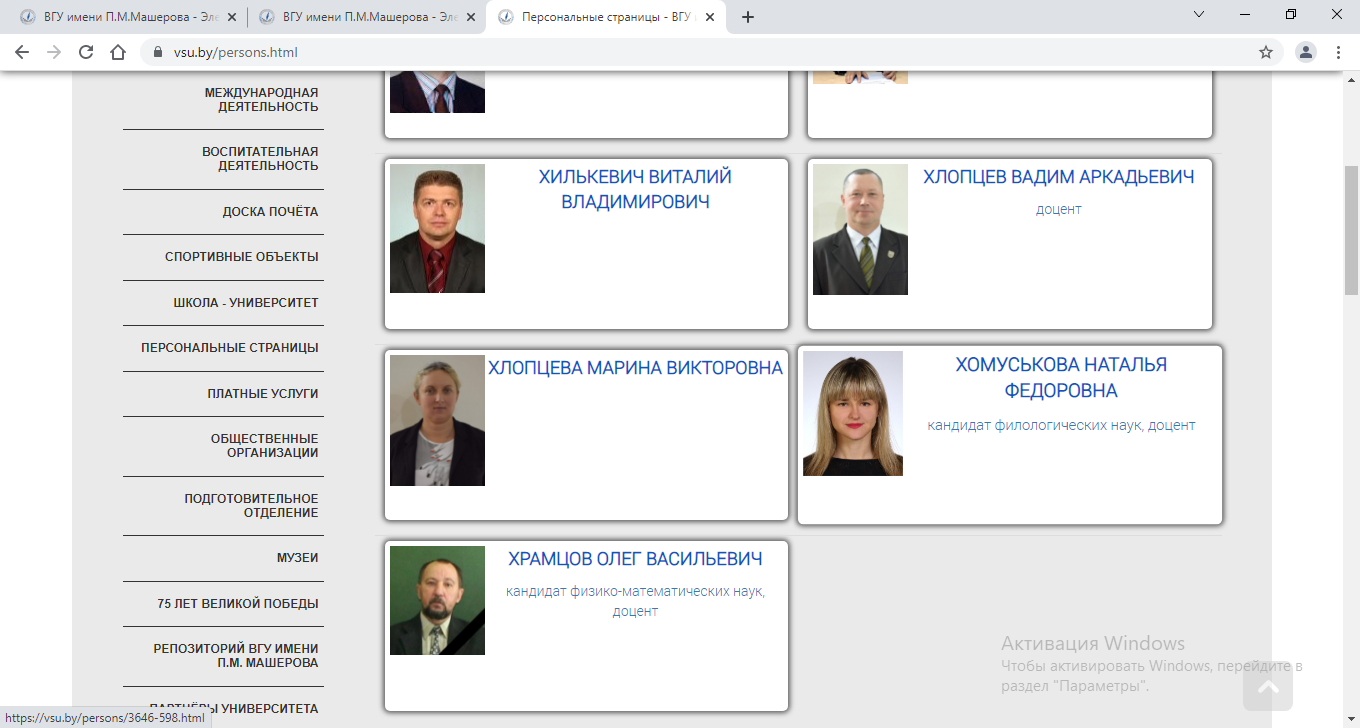 ВГУ имени П.М.Машерова - Эле
ВГУ имени П.М.Машерова - Эле
Персональные страницы - ВГУ
vsu.by/persons.html
МЕЖДУНАРОДНАЯ
ДЕЯТЕЛЬНОСТЬ
ВОСПИТАТЕЛЬНАЯ
ДЕЯТЕЛЬНОСТЬ
ДОСКА ПОЧЁТА
СПОРТИВНЫЕ ОБЪЕКТЫ
ШКОЛА - УНИВЕРСИТЕТ
ПЕРСОНАЛЬНЫЕ СТРАНИЦЫ
ПЛАТНЫЕ УСЛУГИ
ОБЩЕСТВЕННЫЕ
ОРГАНИЗАЦИИ
ПОДГОТОВИТЕЛЬНОЕ
ОТДЕЛЕНИЕ
МУЗЕИ
75 ЛЕТ ВЕЛИКОЙ ПОБЕДЫ
РЕПОЗИТОРИЙ ВГУ ИМЕНИ
П.М. МАШЕРОВА
ПАРТНЁРЫ УНИВЕРСИТЕТА
ХИЛЬКЕВИЧ ВИТАЛИЙ
ВЛАДИМИРОВИЧ
ХЛОПЦЕВ ВАДИМ АРКАДЬЕВИЧ
доцент
ХЛОПЦЕВА МАРИНА ВИКТОРОВНА
ХОМУСЬКОВА НАТАЛЬЯ
ФЕДОРОВНА
кандидат филологических наук, доцент
ХРАМЦОВ ОЛЕГ ВАСИЛЬЕВИЧ
кандидат физико-математических наук,
доцент
Активация Windows
Чтобы активировать Windows, перейдите в
раздел "Параметры".
https://vsu.by/persons/3646-598.html